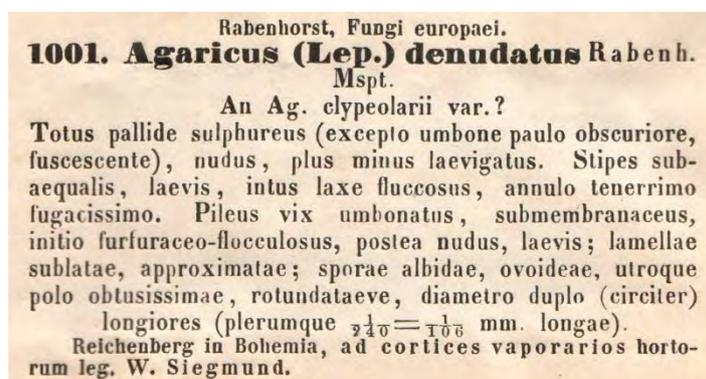 Rabenhorst, Fungi europaei.
1001. Agaricus (Lep.) denudatus Rabenh.
Mspt.
An Ag. clypeolarii var.?
Totus pallide sulphureus (excepto umbone paulo obscuriore,
fuscescente), nudus, plus minus laevigatus. Stipes sub-
aequalis, laevis, intus laxe fluccosus, annulo tenerrimo
fugacissimo. Pileus vix umbonatus, submembranaceus,
initio furfuraceo-flocculosus, postea nudus, laevis; lamellae
sublatae, approximatae; sporae albidae, ovoideae, utroque
polo obtusissimae, rotundataeve, diametro duplo (circiter)
longiores (plerumque 1/240=1/106 mm. longae).
Reichenberg in Bohemia, ad cortices vaporarios horto-
rum leg. W. Siegmund.